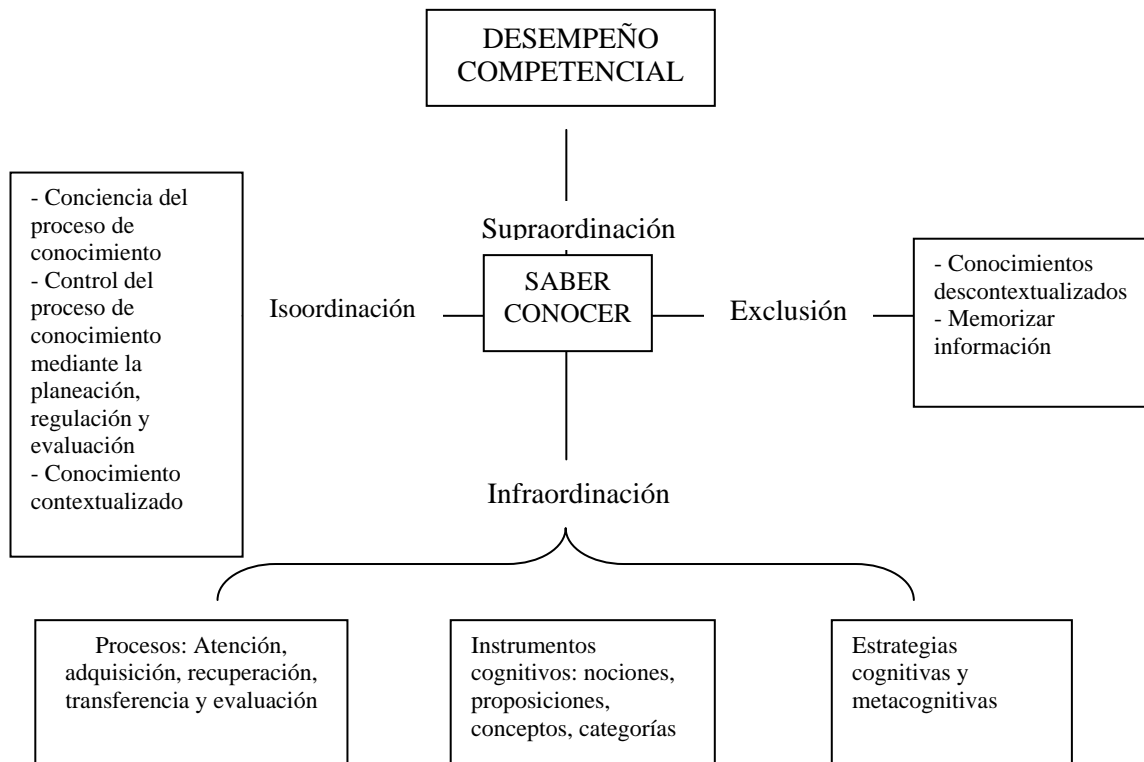 DESEMPEÑO
COMPETENCIAL
Supraordinación
- Conciencia del
proceso de
conocimiento
- Control del
proceso de
conocimiento
mediante la
planeación,
regulación y
evaluación
- Conocimiento
contextualizado
Isoordinación
SABER
CONOCER
Exclusión
- Conocimientos
descontextualizados
- Memorizar
información
Infraordinación
Procesos: Atención,
adquisición, recuperación,
transferencia y evaluación
Instrumentos
cognitivos: nociones,
proposiciones,
conceptos, categorías
Estrategias
cognitivas y
metacognitivas